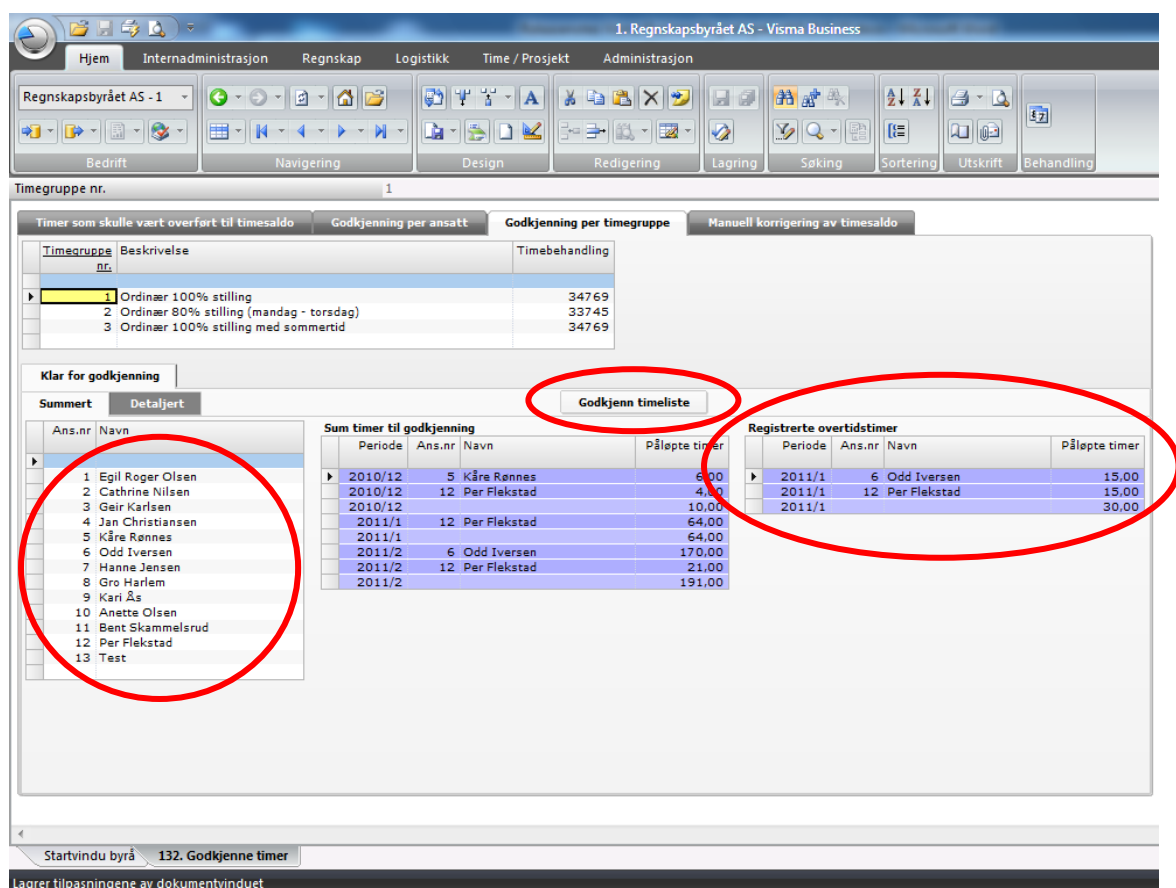 1. Regnskapsbyrået AS - Visma Business
Hjem Internadministrasjon Regnskap Logistikk Time / Prosjekt Administrasjon
Regnskapsbyrået AS - 1
Bedrift Navigering Design Redigering Lagring Søking Sortering Utskrift Behandling
Timegruppe nr. 1
Timer som skulle vært overført til timesaldo Godkjenning per ansatt Godkjenning per timegruppe Manuell korrigering av timesaldo
Timegruppe nr. Beskrivelse Timebehandling
1 Ordinær 100% stilling 34769
2 Ordinær 80% stilling (mandag - torsdag) 33745
3 Ordinær 100% stilling med sommertid 34769
Klar for godkjenning
Summert Detaljert
Godkjenn timeliste
Ans.nr Navn
1 Egil Roger Olsen
2 Cathrine Nilsen
3 Geir Karlsen
4 Jan Christiansen
5 Kåre Rønnes
6 Odd Iversen
7 Hanne Jensen
8 Gro Harlem
9 Kari Ås
10 Anette Olsen
11 Bent Skammelsrud
12 Per Flekstad
13 Test
Sum timer til godkjenning
Periode Ans.nr Navn Påløpte timer
2010/12 5 Kåre Rønnes 6,00
2010/12 12 Per Flekstad 4,00
2010/12 10,00
2011/1 12 Per Flekstad 64,00
2011/1 64,00
2011/2 6 Odd Iversen 170,00
2011/2 12 Per Flekstad 21,00
2011/2 191,00
Registrerte overtidstimer
Periode Ans.nr Navn Påløpte timer
2011/1 6 Odd Iversen 15,00
2011/1 12 Per Flekstad 15,00
2011/1 30,00
Startvindu byrå 132. Godkjenne timer
Lagrer tilpasningene av dokumentvinduet